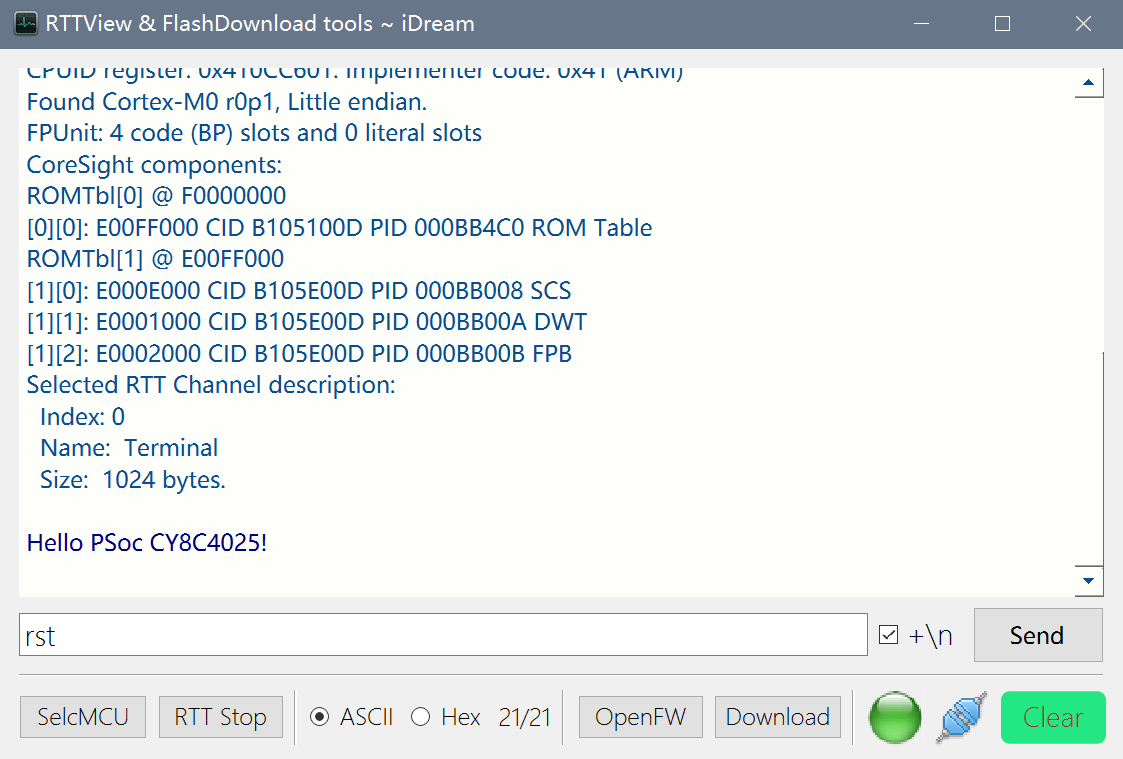 RTTView & FlashDownload tools ~ iDream
CPUID register: 0x410CC601. Implementer code: 0x41 (ARM)
Found Cortex-M0 r0p1, Little endian.
FPUnit: 4 code (BP) slots and 0 literal slots
CoreSight components:
ROMTbl[0] @ F0000000
[0][0]: E00FF000 CID B105100D PID 000BB4C0 ROM Table
ROMTbl[1] @ E00FF000
[1][0]: E000E000 CID B105E00D PID 000BB008 SCS
[1][1]: E0001000 CID B105E00D PID 000BB00A DWT
[1][2]: E0002000 CID B105E00D PID 000BB00B FPB
Selected RTT Channel description:
Index: 0
Name: Terminal
Size: 1024 bytes.
Hello PSoc CY8C4025!
rst
+\n
Send
SelcMCU
RTT Stop
ASCII
Hex
21/21
OpenFW
Download
Clear